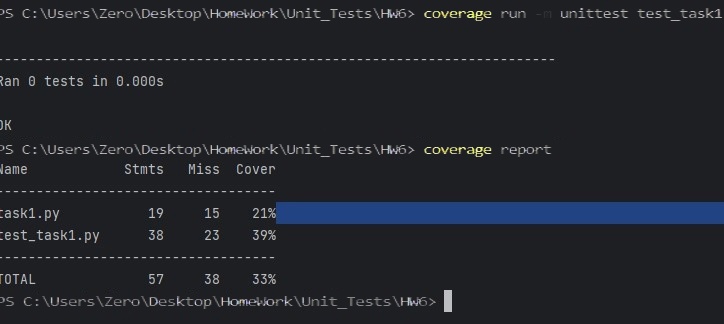 PS C:\Users\Zero\Desktop\HomeWork\Unit_Tests\HW6> coverage run -m unittest test_task1
----------------------------------------------------------------------
Ran 0 tests in 0.000s
OK
PS C:\Users\Zero\Desktop\HomeWork\Unit_Tests\HW6> coverage report
Name Stmts Miss Cover
-----------------------------------
task1.py 19 15 21%
test_task1.py 38 23 39%
-----------------------------------
TOTAL 57 38 33%
PS C:\Users\Zero\Desktop\HomeWork\Unit_Tests\HW6>